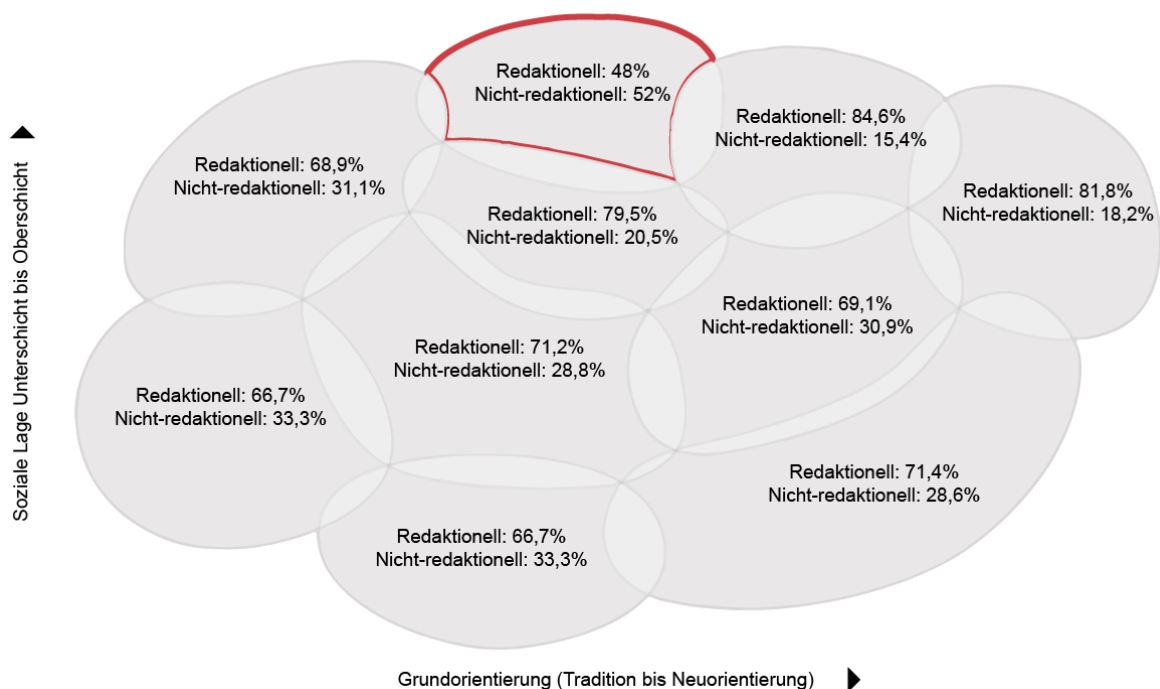 Redaktionell: 48%
Nicht-redaktionell: 52%
Redaktionell: 84,6%
Nicht-redaktionell: 15,4%
Redaktionell: 68,9%
Nicht-redaktionell: 31,1%
Redaktionell: 81,8%
Nicht-redaktionell: 18,2%
Redaktionell: 79,5%
Nicht-redaktionell: 20,5%
Redaktionell: 69,1%
Nicht-redaktionell: 30,9%
Redaktionell: 71,2%
Nicht-redaktionell: 28,8%
Redaktionell: 66,7%
Nicht-redaktionell: 33,3%
Redaktionell: 71,4%
Nicht-redaktionell: 28,6%
Redaktionell: 66,7%
Nicht-redaktionell: 33,3%
Soziale Lage Unterschicht bis Oberschicht
Grundorientierung (Tradition bis Neuorientierung)